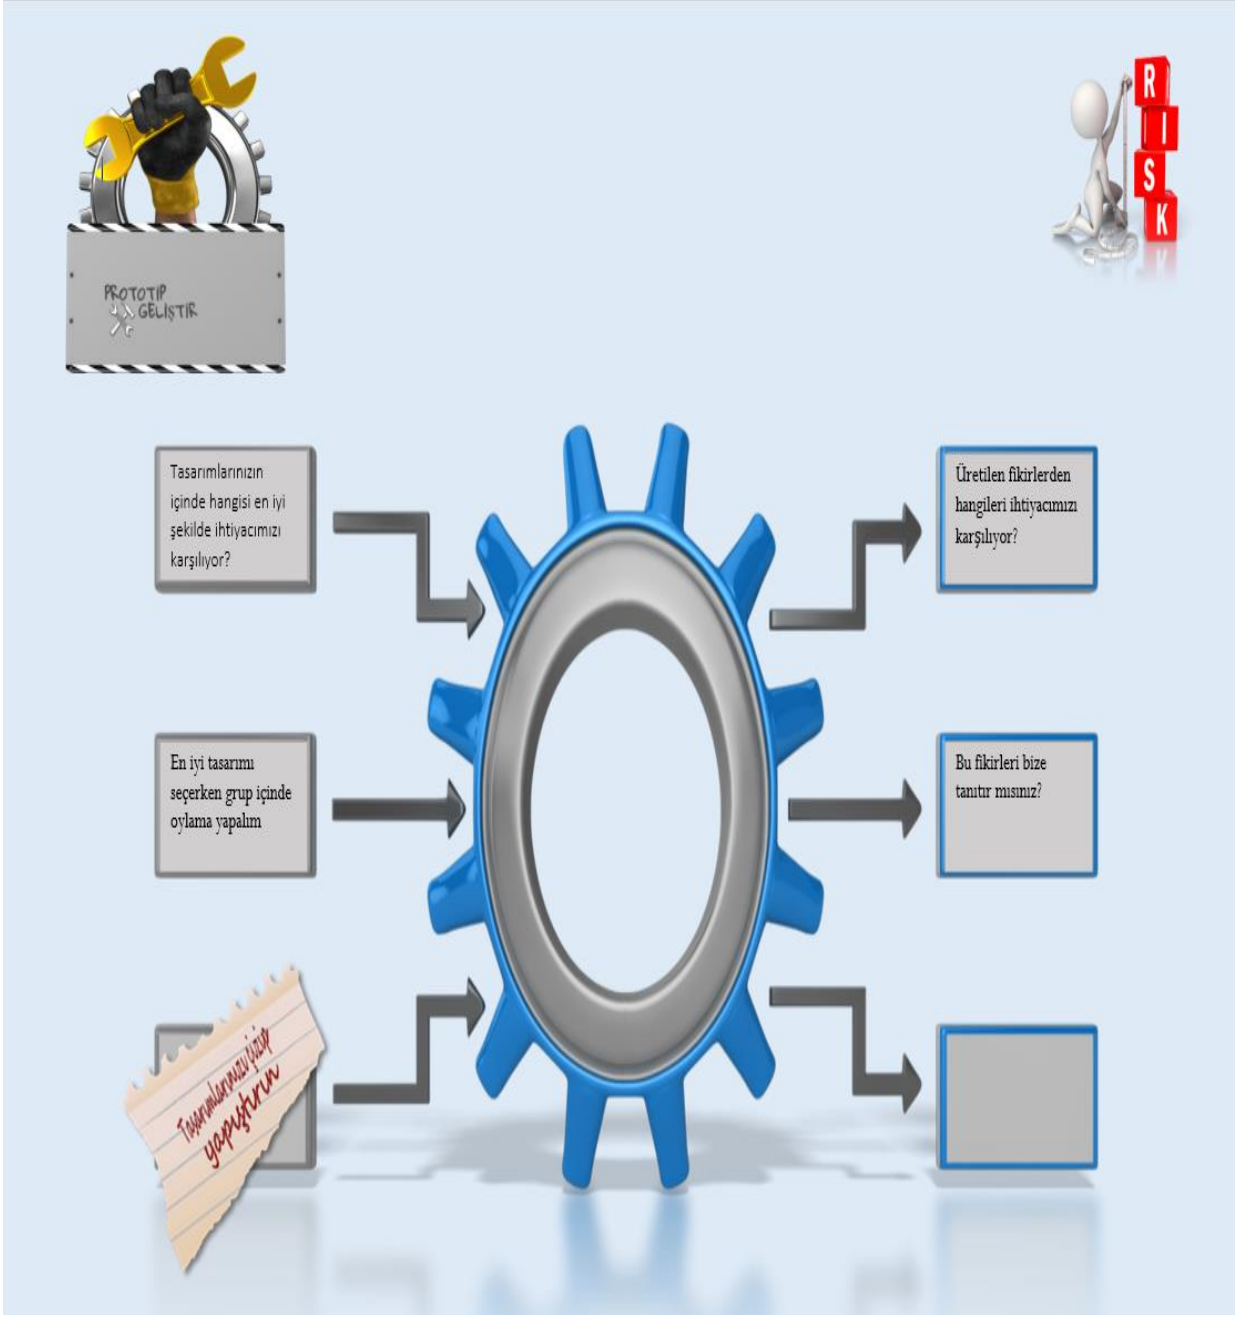 PROTOTİP
GELİŞTİR
R
I
S
K
Tasarımlarınızın
içinde hangisi en iyi
şekilde ihtiyacımızı
karşılıyor?
Üretilen fikirlerden
hangileri ihtiyacımızı
karşılıyor?
En iyi tasarımı
seçerken grup içinde
oylama yapalım
Bu fikirleri bize
tanıtır mısınız?
Tasarımlarınızı çizip
yapıştırın